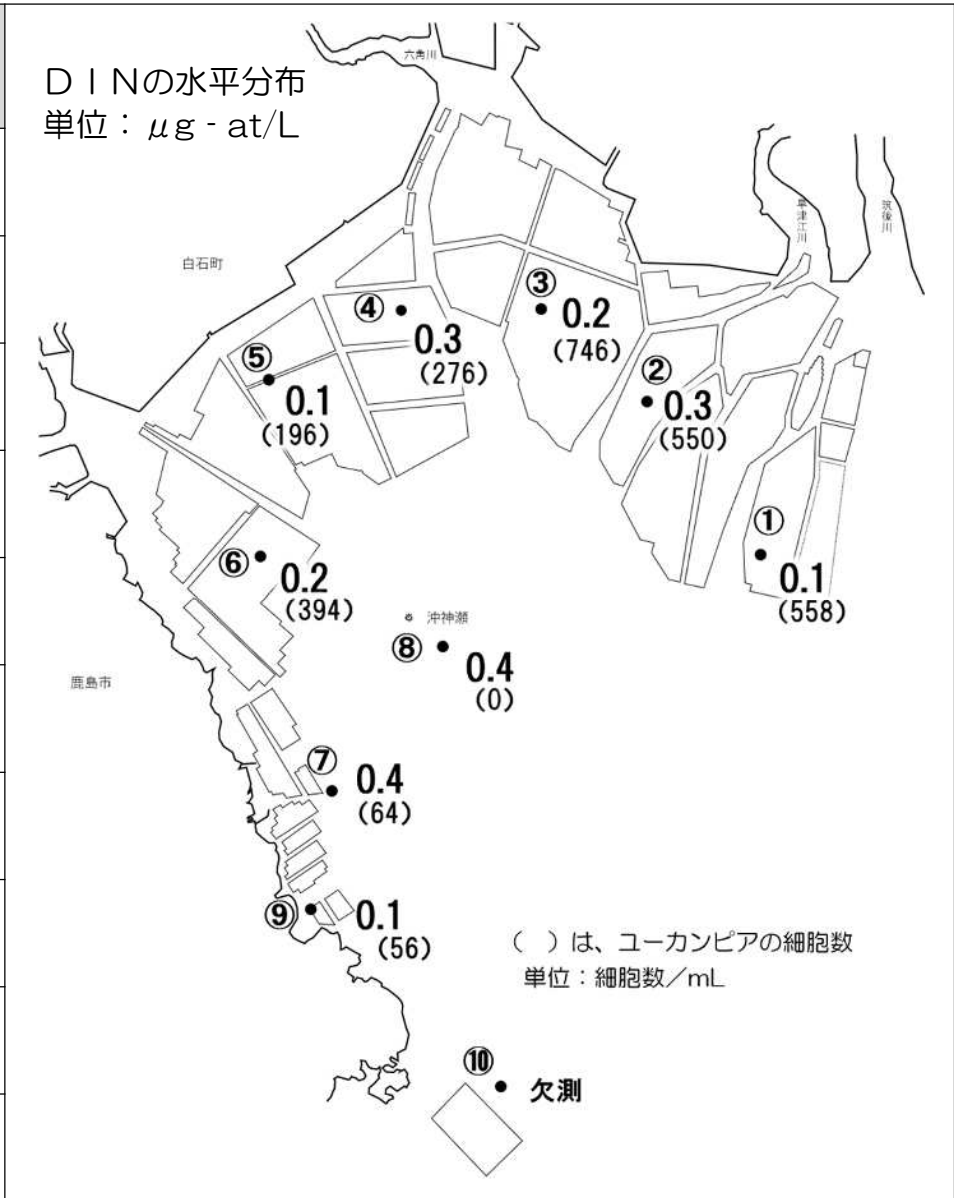 DINの水平分布
単位：μg - at/L
六角川
早津江川
筑後川
白石町
③
0.2
(746)
④
0.3
(276)
⑤
0.1
(196)
②
0.3
(550)
①
0.1
(558)
⑥
0.2
(394)
沖神瀬
⑧
0.4
(0)
鹿島市
⑦
0.4
(64)
⑨
0.1
(56)
（　）は、ユーカンピアの細胞数
単位：細胞数／mL
⑩
欠測